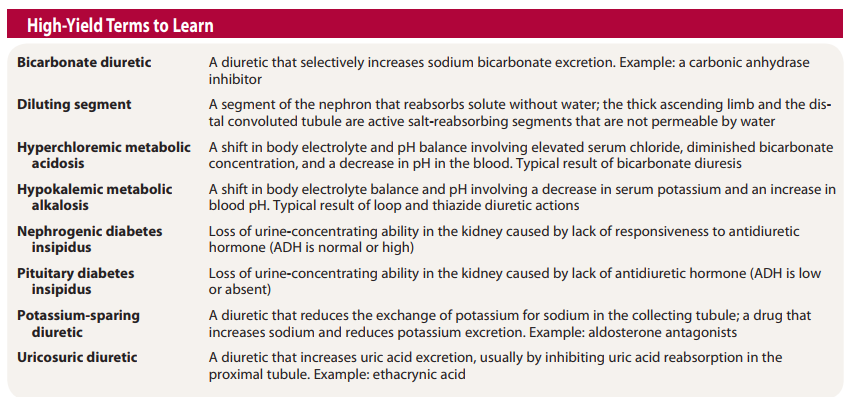 High-Yield Terms to Learn
Bicarbonate diuretic A diuretic that selectively increases sodium bicarbonate excretion. Example: a carbonic anhydrase
inhibitor
Diluting segment A segment of the nephron that reabsorbs solute without water; the thick ascending limb and the dis-
tal convoluted tubule are active salt-reabsorbing segments that are not permeable by water
Hyperchloremic metabolic A shift in body electrolyte and pH balance involving elevated serum chloride, diminished bicarbonate
acidosis concentration, and a decrease in pH in the blood. Typical result of bicarbonate diuresis
Hypokalemic metabolic A shift in body electrolyte balance and pH involving a decrease in serum potassium and an increase in
alkalosis blood pH. Typical result of loop and thiazide diuretic actions
Nephrogenic diabetes Loss of urine-concentrating ability in the kidney caused by lack of responsiveness to antidiuretic
insipidus hormone (ADH is normal or high)
Pituitary diabetes Loss of urine-concentrating ability in the kidney caused by lack of antidiuretic hormone (ADH is low
insipidus or absent)
Potassium-sparing A diuretic that reduces the exchange of potassium for sodium in the collecting tubule; a drug that
diuretic increases sodium and reduces potassium excretion. Example: aldosterone antagonists
Uricosuric diuretic A diuretic that increases uric acid excretion, usually by inhibiting uric acid reabsorption in the
proximal tubule. Example: ethacrynic acid